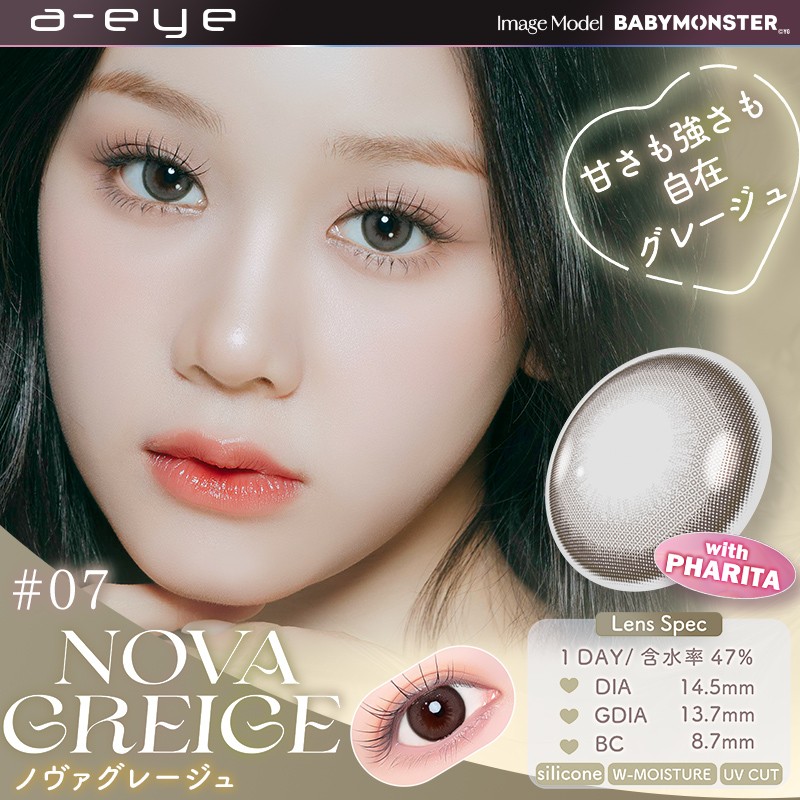 a-eye
Image Model BABYMONSTER ©YG
甘さも強さも
自在
グレージュ
with
PHARITA
#07
NOVA
GREIGE
ノヴァグレージュ
Lens Spec
1 DAY/ 含水率 47%
DIA 14.5mm
GDIA 13.7mm
BC 8.7mm
silicone W-MOISTURE UV CUT